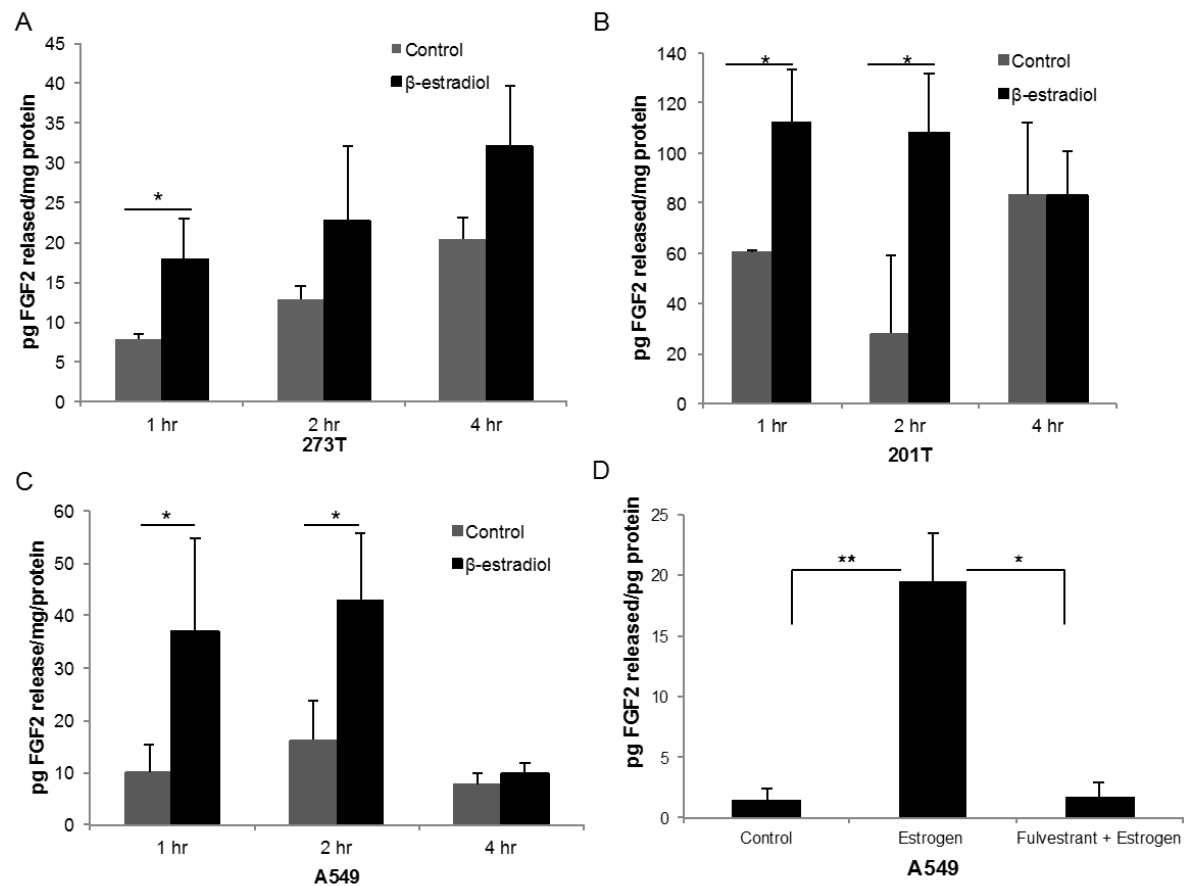 A
pg FGF2 relased/mg protein
45
40
35
30
25
20
15
10
5
0
Control
β-estradiol
*
1 hr
2 hr
4 hr
273T
B
pg FGF2 released/mg protein
140
120
100
80
60
40
20
0
*
*
Control
β-estradiol
1 hr
2 hr
4 hr
201T
C
pg FGF2 release/mg/protein
60
50
40
30
20
10
0
*
*
Control
β-estradiol
1 hr
2 hr
4 hr
A549
D
pg FGF2 released/pg protein
25
20
15
10
5
0
**
*
Control
Estrogen
Fulvestrant + Estrogen
A549